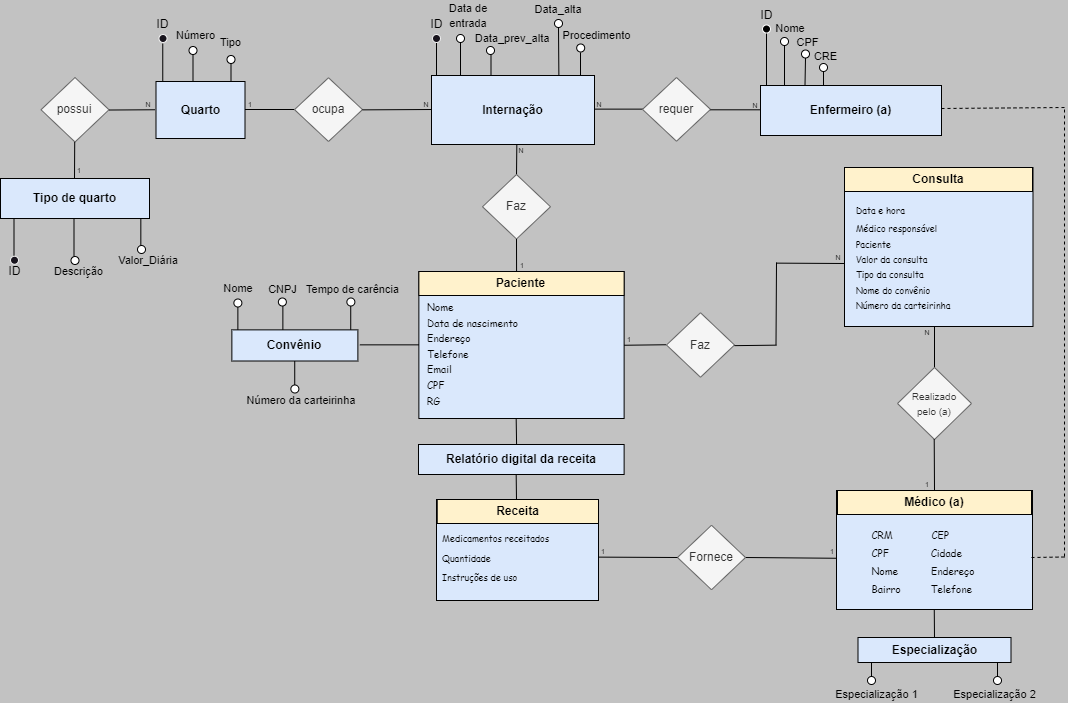 ID
Número
Tipo
possui
N
Quarto
1
ocupa
N
ID
Data de
entrada
Data_prev_alta
Data_alta
Procedimento
Internação
N
requer
N
ID
Nome
CPF
CRE
Enfermeiro (a)
1
Tipo de quarto
ID
Descrição
Valor_Diária
N
Faz
1
Nome
CNPJ
Tempo de carência
Convênio
Número da carteirinha
Paciente
Nome
Data de nascimento
Endereço
Telefone
Email
CPF
RG
1
Faz
N
Consulta
Data e hora
Médico responsável
Paciente
Valor da consulta
Tipo da consulta
Nome do convênio
Número da carteirinha
N
Realizado
pelo (a)
1
Relatório digital da receita
Receita
Medicamentos receitados
Quantidade
Instruções de uso
1
Fornece
1
Médico (a)
CRM CEP
CPF Cidade
Nome Endereço
Bairro Telefone
Especialização
Especialização 1
Especialização 2